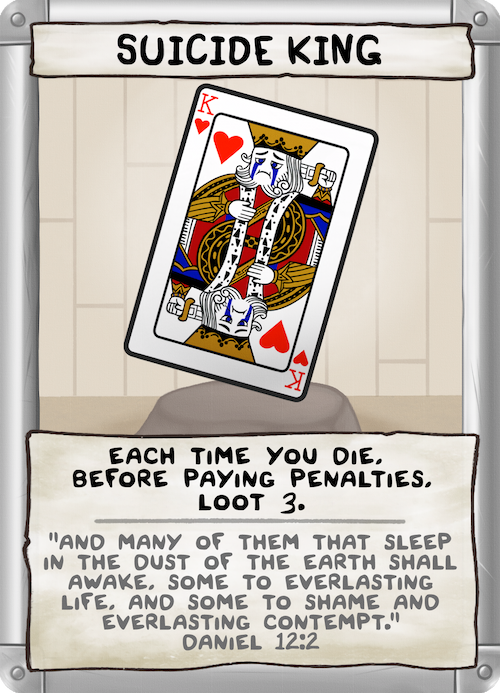 SUICIDE KING
K
K
EACH TIME YOU DIE,
BEFORE PAYING PENALTIES,
LOOT 3.
"AND MANY OF THEM THAT SLEEP
IN THE DUST OF THE EARTH SHALL
AWAKE, SOME TO EVERLASTING
LIFE, AND SOME TO SHAME AND
EVERLASTING CONTEMPT."
DANIEL 12:2